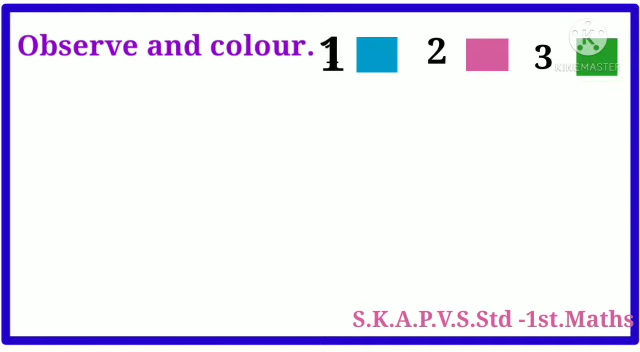 Observe and colour. 1 2 3
KINEMASTER
S.K.A.P.V.S.Std -1st.Maths